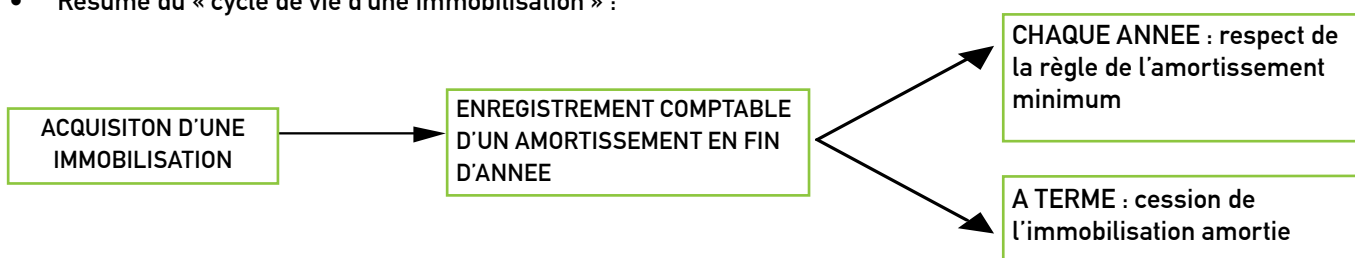 • Résumé du « cycle de vie d'une immobilisation » :
CHAQUE ANNEE : respect de
la règle de l'amortissement
minimum
ACQUISITON D'UNE
IMMOBILISATION
ENREGISTREMENT COMPTABLE
D'UN AMORTISSEMENT EN FIN
D'ANNEE
A TERME : cession de
l'immobilisation amortie